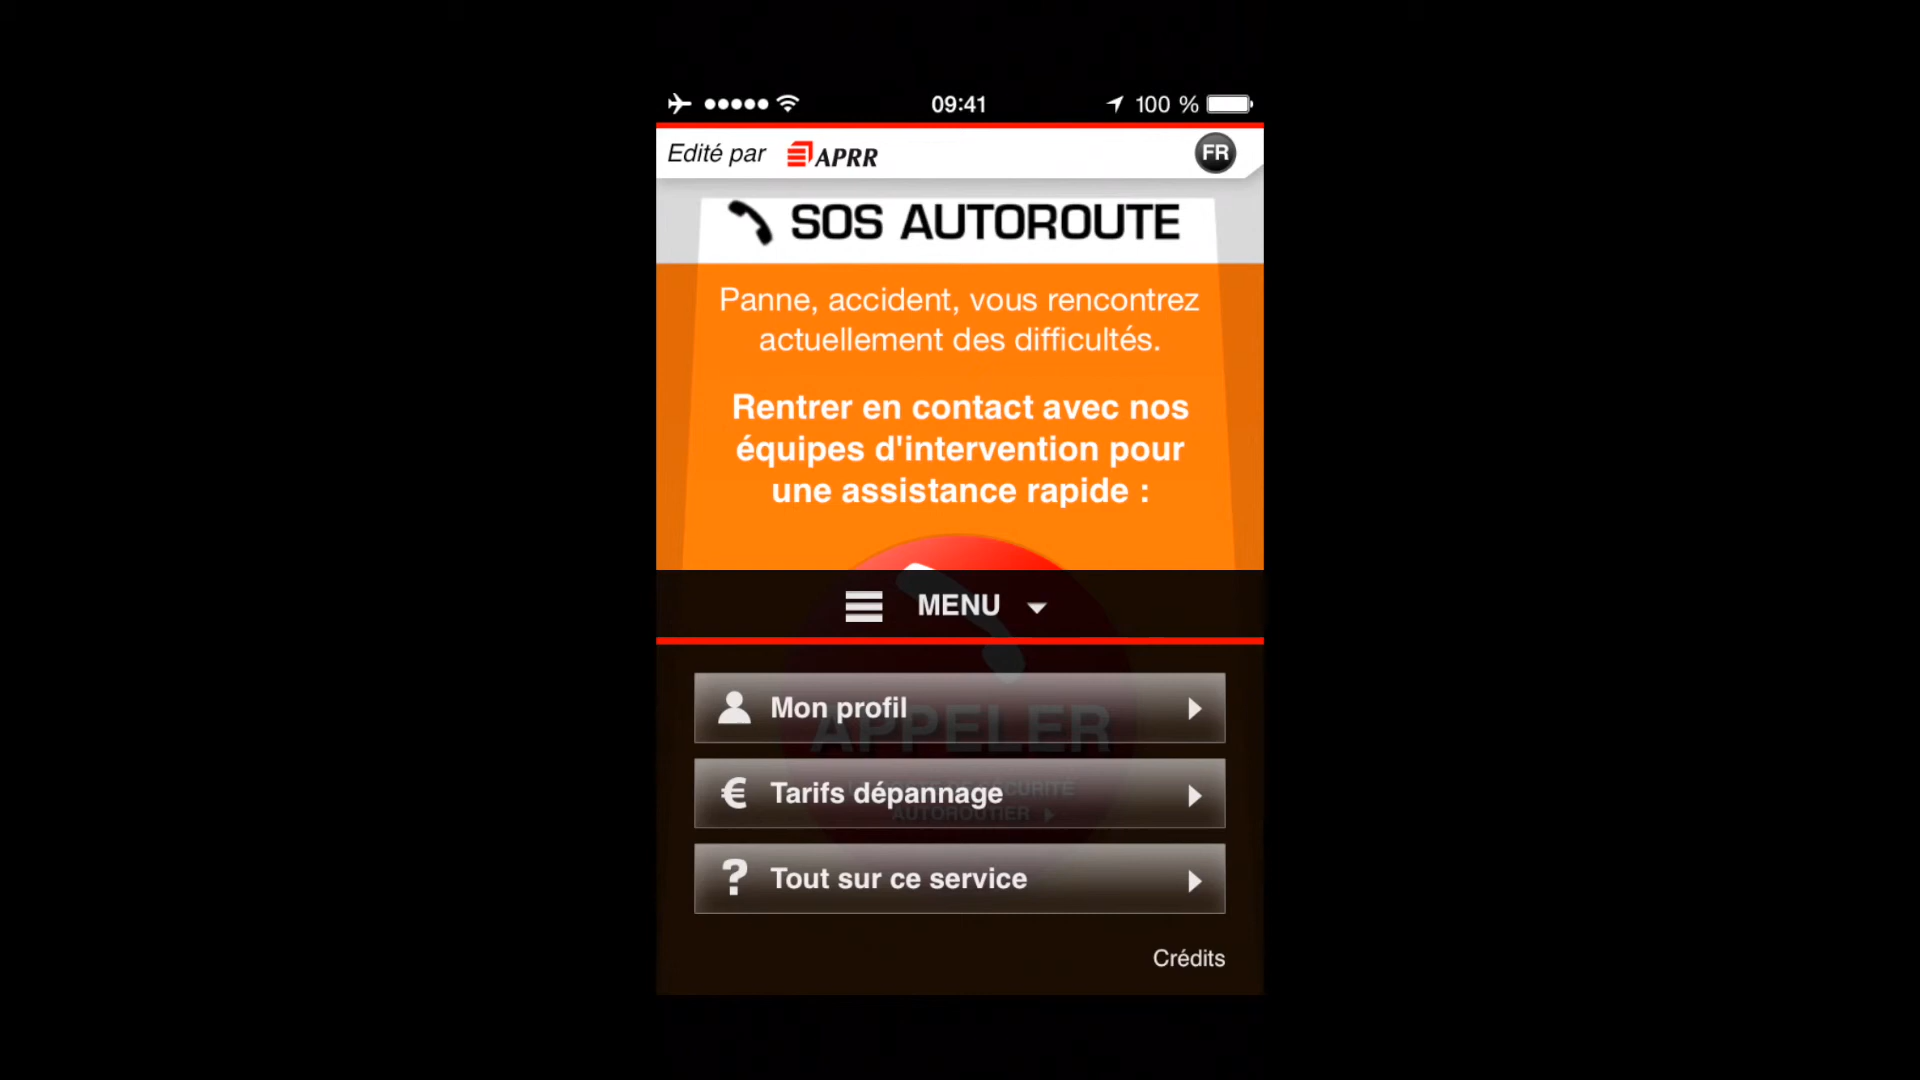 09:41
100 %
Edité par APRR
FR
SOS AUTOROUTE
Panne, accident, vous rencontrez
actuellement des difficultés.
Rentrer en contact avec nos
équipes d'intervention pour
une assistance rapide :
MENU
Mon profil
APPELER
€ Tarifs dépannage
SÉCURITÉ
AUTOROUTIER
? Tout sur ce service
Crédits